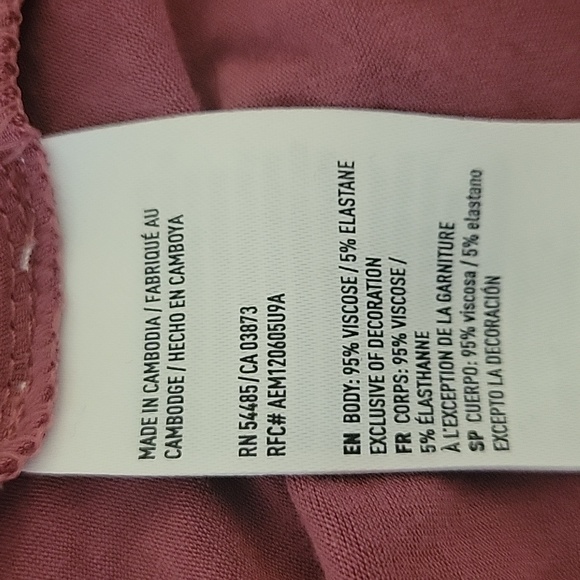 MADE IN CAMBODIA / FABRIQUÉ AU
CAMBODGE / HECHO EN CAMBOYA
RN 54485 / CA 03873
RFC# AEM120605U9A
EN BODY: 95% VISCOSE / 5% ELASTANE
EXCLUSIVE OF DECORATION
FR CORPS: 95% VISCOSE /
5% ÉLASTHANNE
À L'EXCEPTION DE LA GARNITURE
SP CUERPO: 95% viscosa / 5% elastano
EXCEPTO LA DECORACIÓN